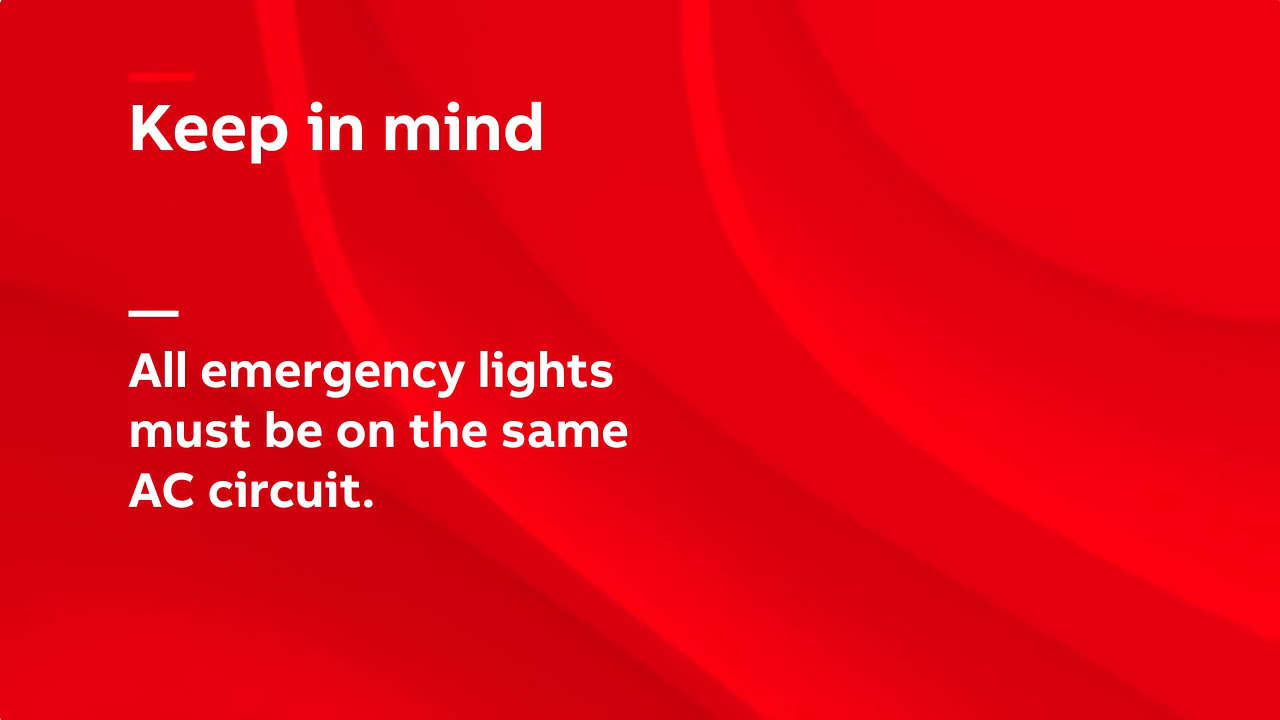 Keep in mind
All emergency lights
must be on the same
AC circuit.